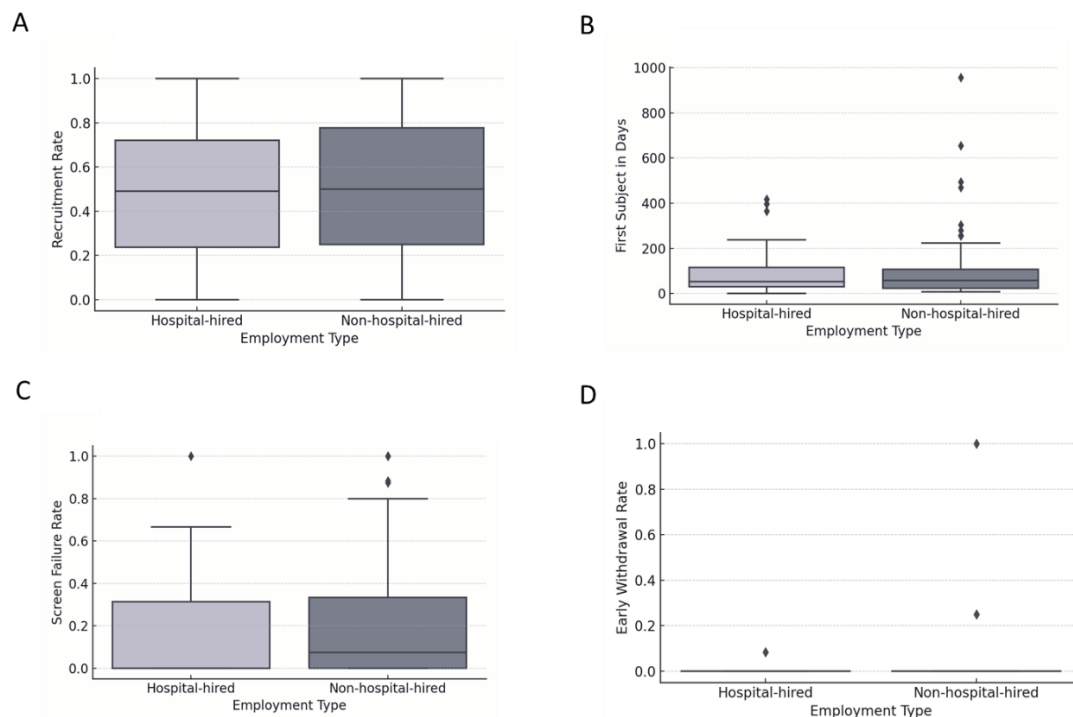 A
Recruitment Rate
1.0
0.8
0.6
0.4
0.2
0.0
Hospital-hired Non-hospital-hired
Employment Type
B
First Subject in Days
1000
800
600
400
200
0
Hospital-hired Non-hospital-hired
Employment Type
C
Screen Failure Rate
1.0
0.8
0.6
0.4
0.2
0.0
Hospital-hired Non-hospital-hired
Employment Type
D
Early Withdrawal Rate
1.0
0.8
0.6
0.4
0.2
0.0
Hospital-hired Non-hospital-hired
Employment Type